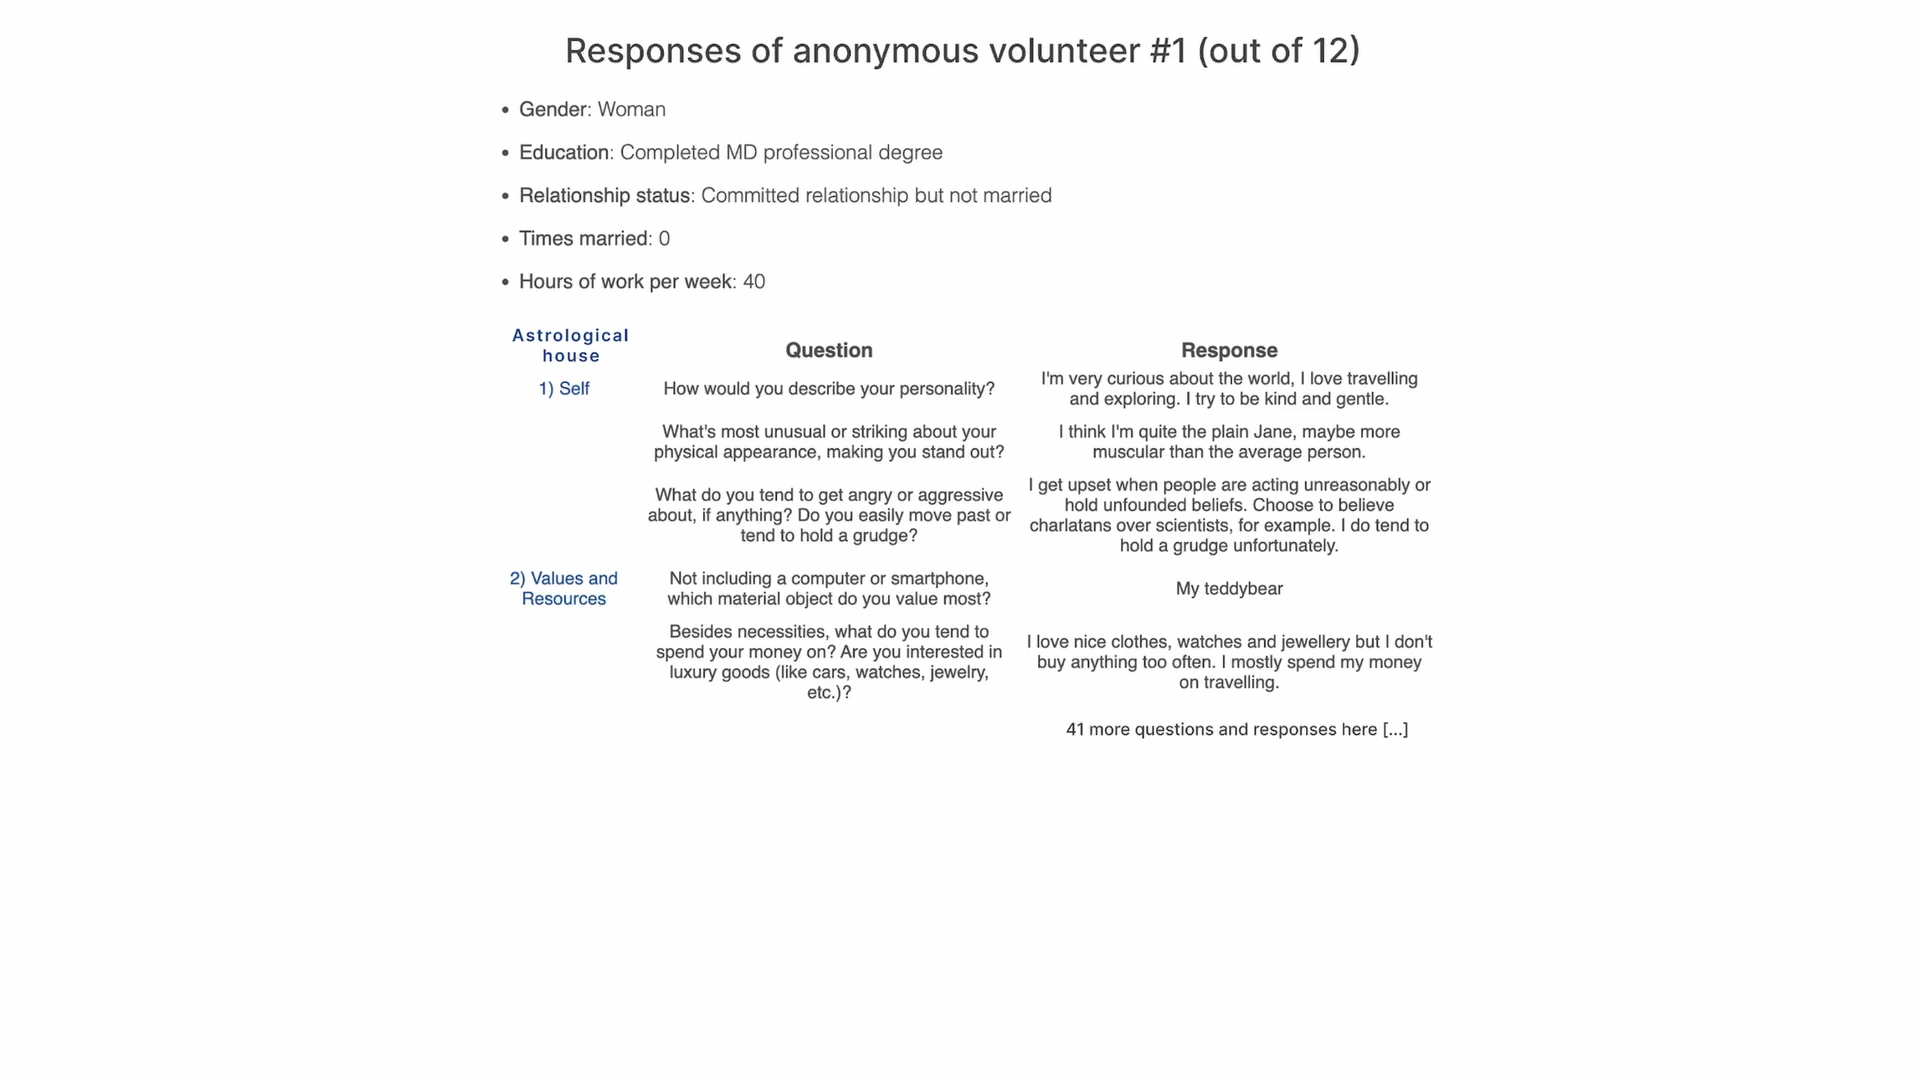 Responses of anonymous volunteer #1 (out of 12)
• Gender: Woman
• Education: Completed MD professional degree
• Relationship status: Committed relationship but not married
• Times married: 0
• Hours of work per week: 40
Astrological
house
Question
Response
1) Self
How would you describe your personality?
I'm very curious about the world, I love travelling
and exploring. I try to be kind and gentle.
What's most unusual or striking about your
physical appearance, making you stand out?
I think I'm quite the plain Jane, maybe more
muscular than the average person.
What do you tend to get angry or aggressive
about, if anything? Do you easily move past or
tend to hold a grudge?
I get upset when people are acting unreasonably or
hold unfounded beliefs. Choose to believe
charlatans over scientists, for example. I do tend to
hold a grudge unfortunately.
2) Values and
Resources
Not including a computer or smartphone,
which material object do you value most?
My teddybear
Besides necessities, what do you tend to
spend your money on? Are you interested in
luxury goods (like cars, watches, jewelry,
etc.)?
I love nice clothes, watches and jewellery but I don't
buy anything too often. I mostly spend my money
on travelling.
41 more questions and responses here [...]